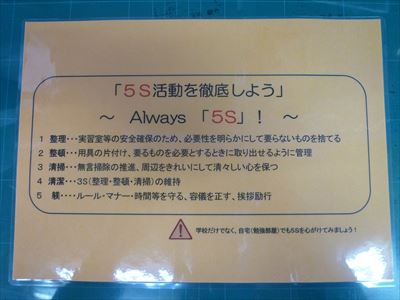 「５Ｓ活動を徹底しよう」
～ Always 「５Ｓ」！ ～
1 整理・・・実習室等の安全確保のため、必要性を明らかにして要らないものを捨てる
2 整頓・・・用具の片付け、要るものを必要とするときに取り出せるように管理
3 清掃・・・無言掃除の推進、周辺をきれいにして清々しい心を保つ
4 清潔・・・3S（整理・整頓・清掃）の維持
5 躾・・・・ルール・マナー・時間等を守る、容儀を正す、挨拶励行
学校だけでなく、自宅（勉強部屋）でも5Sを心がけてみましょう！